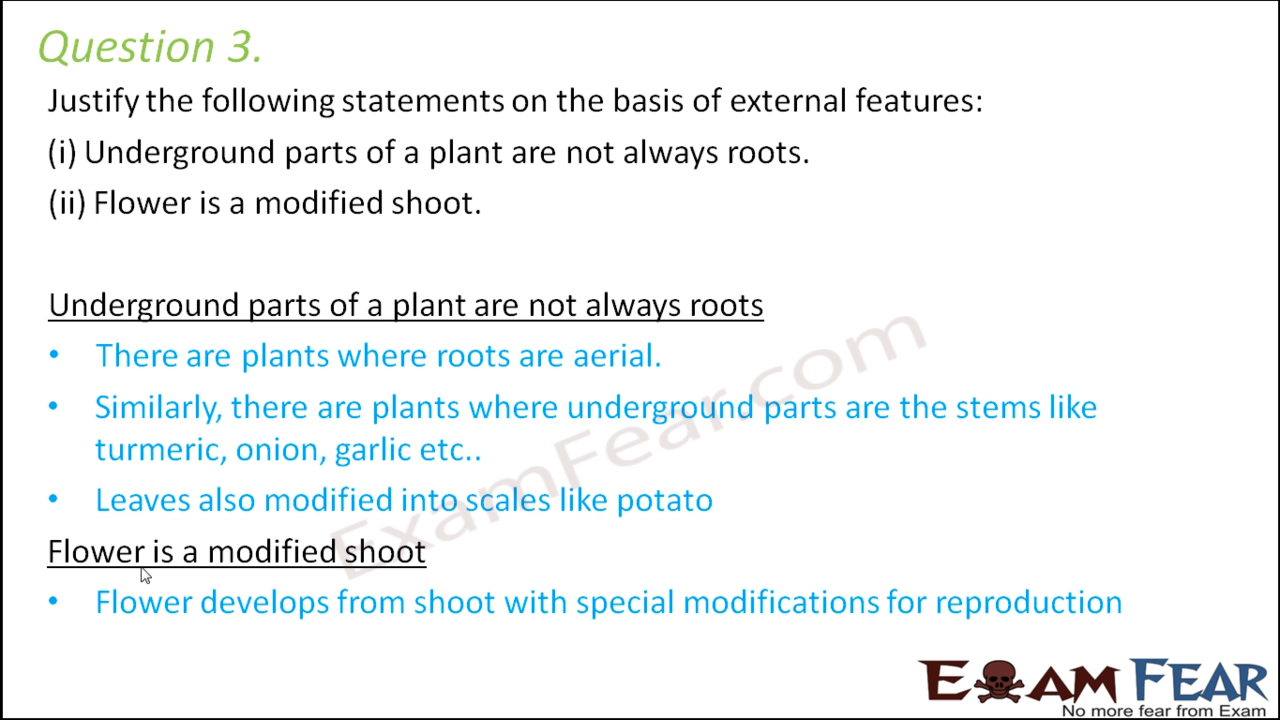 Question 3.
Justify the following statements on the basis of external features:
(i) Underground parts of a plant are not always roots.
(ii) Flower is a modified shoot.
Underground parts of a plant are not always roots
• There are plants where roots are aerial.
• Similarly, there are plants where underground parts are the stems like
turmeric, onion, garlic etc..
• Leaves also modified into scales like potato
Flower is a modified shoot
• Flower develops from shoot with special modifications for reproduction
ExamFear.com
EXAM FEAR
No more fear from Exam